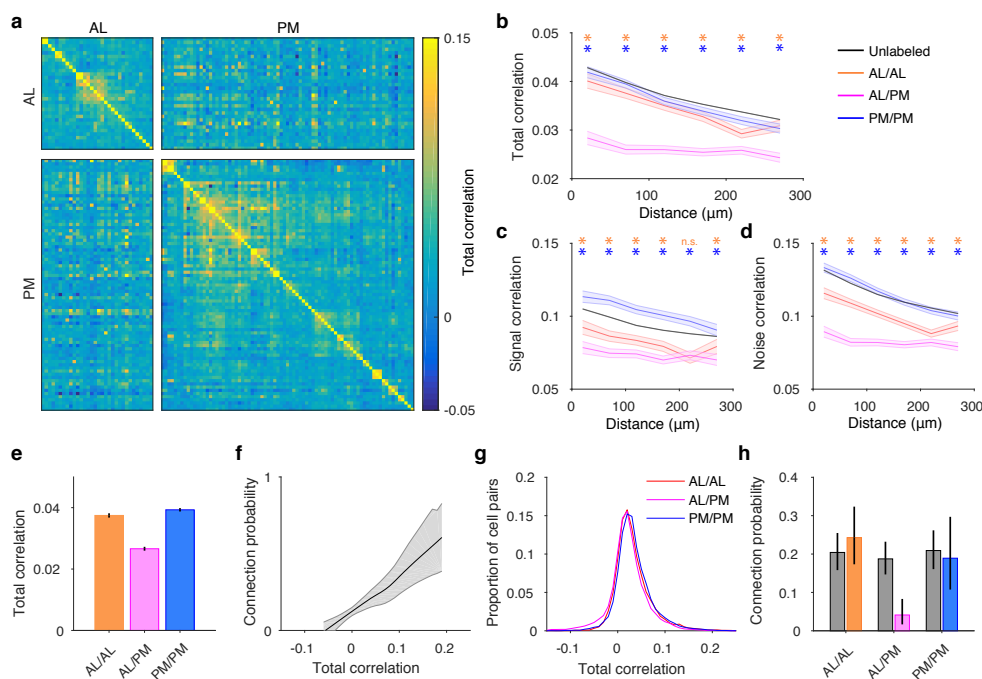 a
AL
PM
AL
PM
0.15
0
-0.05
Total correlation
b
0.05
0.04
0.03
0.02
Total correlation
* * * * * *
* * * * * *
0
100
200
300
Distance (µm)
Unlabeled
AL/AL
AL/PM
PM/PM
c
0.15
0.1
0.05
Signal correlation
* * * * n.s. *
* * * * * *
0
100
200
300
Distance (µm)
d
0.15
0.1
0.05
Noise correlation
* * * * * *
* * * * * *
0
100
200
300
Distance (µm)
e
0.04
0.02
0
Total correlation
AL/AL
AL/PM
PM/PM
f
1
0
Connection probability
-0.1
0
0.1
0.2
Total correlation
g
0.2
0.15
0.1
0.05
0
Proportion of cell pairs
AL/AL
AL/PM
PM/PM
-0.1
0
0.1
0.2
Total correlation
h
0.4
0.3
0.2
0.1
0
Connection probability
AL/AL
AL/PM
PM/PM